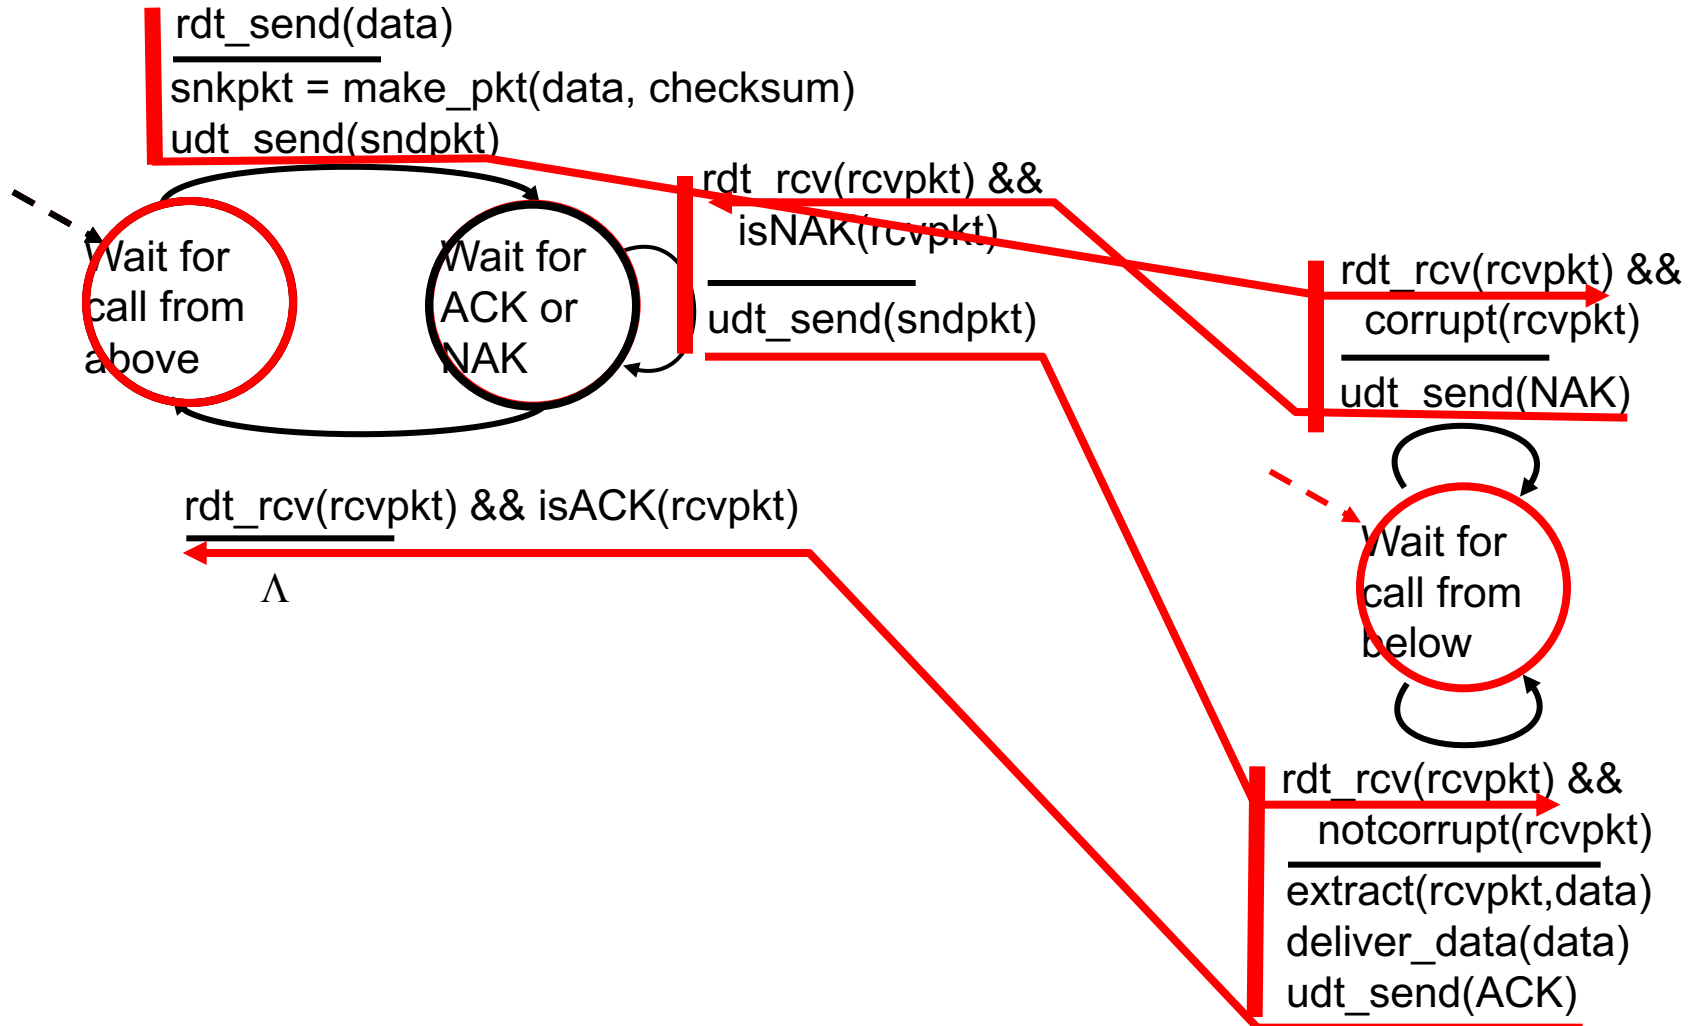 rdt_send(data)
snkpkt = make_pkt(data, checksum)
udt_send(sndpkt)
rdt_rcv(rcvpkt) &&
isNAK(rcvpkt)
udt_send(sndpkt)
Wait for
call from
above
Wait for
ACK or
NAK
rdt_rcv(rcvpkt) && isACK(rcvpkt)
Λ
rdt_rcv(rcvpkt) &&
corrupt(rcvpkt)
udt_send(NAK)
Wait for
call from
below
rdt_rcv(rcvpkt) &&
notcorrupt(rcvpkt)
extract(rcvpkt,data)
deliver_data(data)
udt_send(ACK)